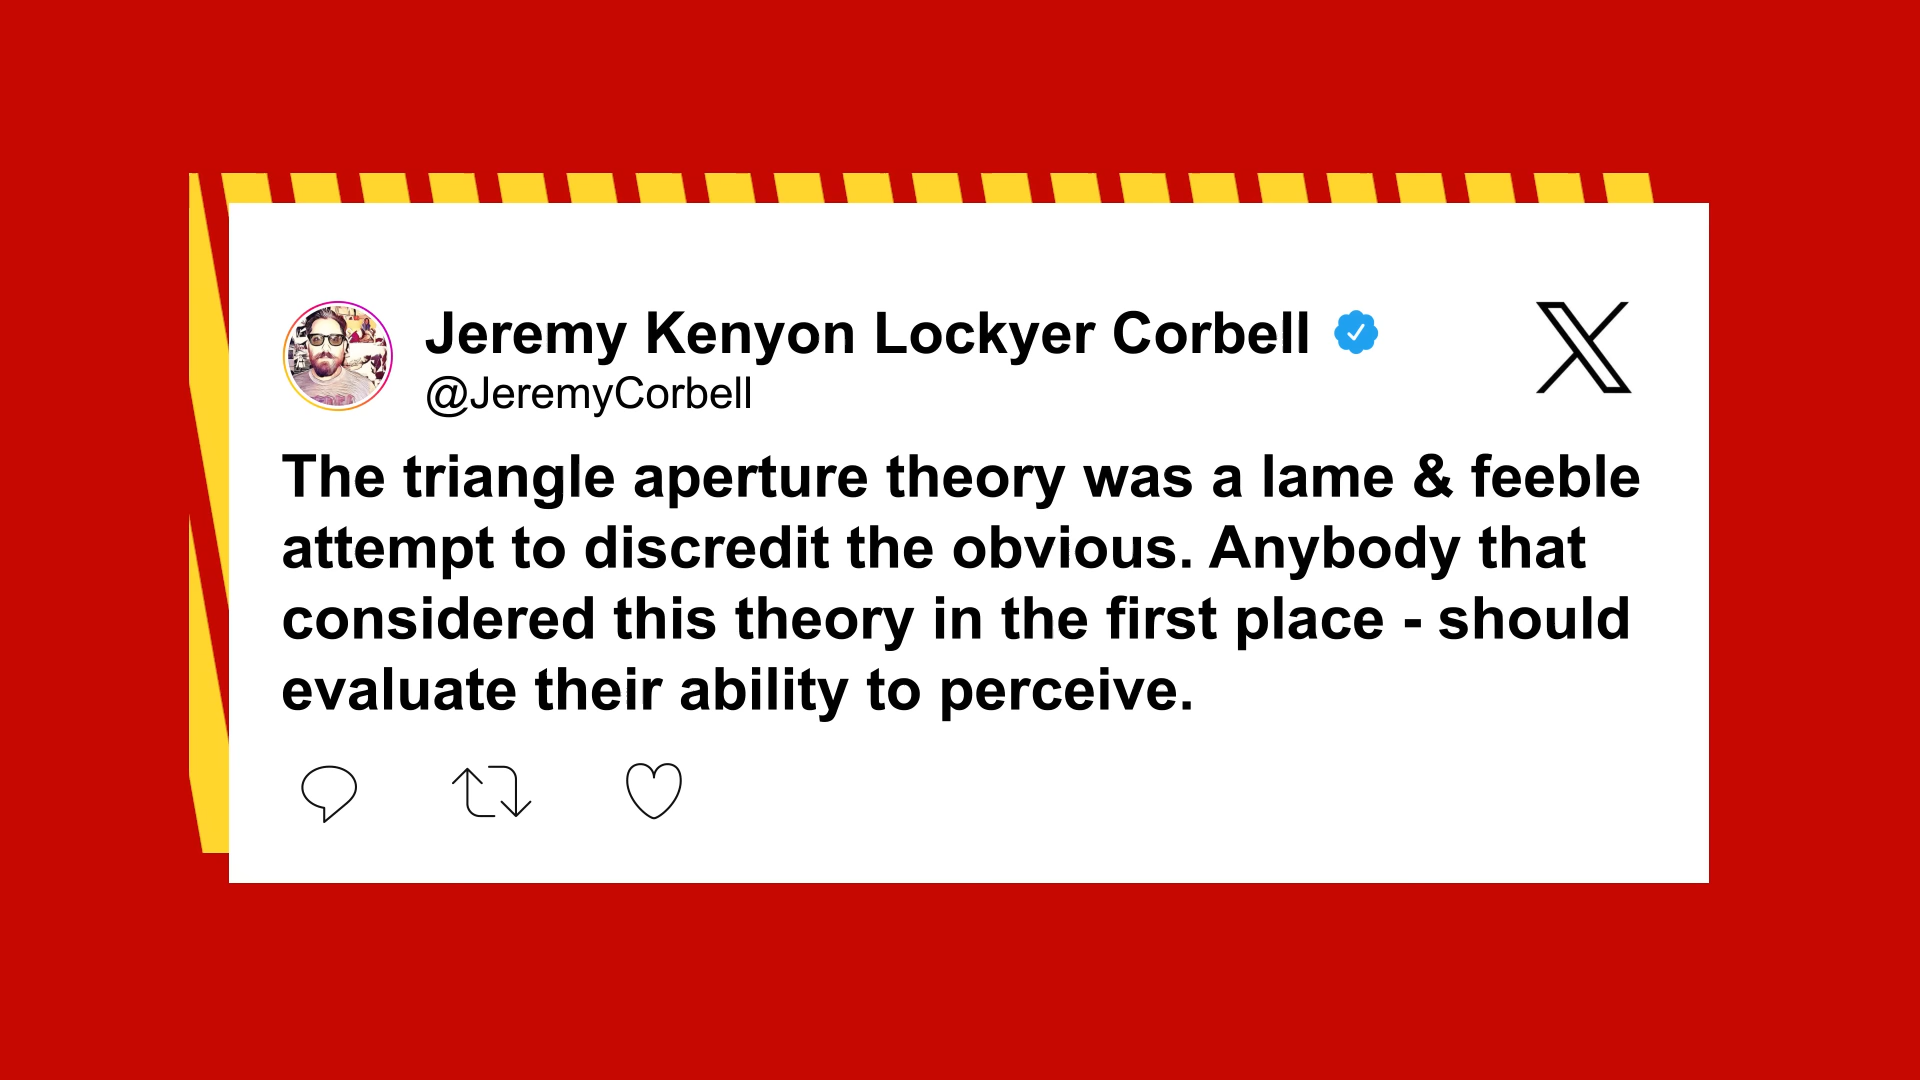 Jeremy Kenyon Lockyer Corbell
@JeremyCorbell
The triangle aperture theory was a lame & feeble
attempt to discredit the obvious. Anybody that
considered this theory in the first place - should
evaluate their ability to perceive.